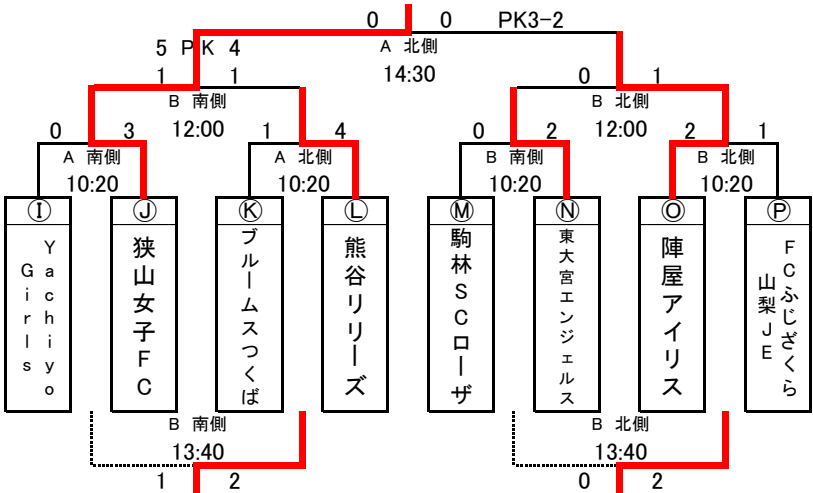 0 0 PK3-2
A 北側
14:30
5 PK 4
1 1
B 南側
12:00
0 1
B 北側
12:00
0 3
A 南側
10:20
1 4
A 北側
10:20
0 2
B 南側
10:20
2 1
B 北側
10:20
Ⓘ
Yachiyo
Girls
Ⓙ
狭山女子FC
Ⓚ
ブルームスつくば
Ⓛ
熊谷リリーズ
Ⓜ
駒林SCローザ
Ⓝ
東大宮エンジェルス
Ⓞ
陣屋アイリス
Ⓟ
FCふじざくら
山梨JE
B 南側
13:40
1 2
B 北側
13:40
0 2